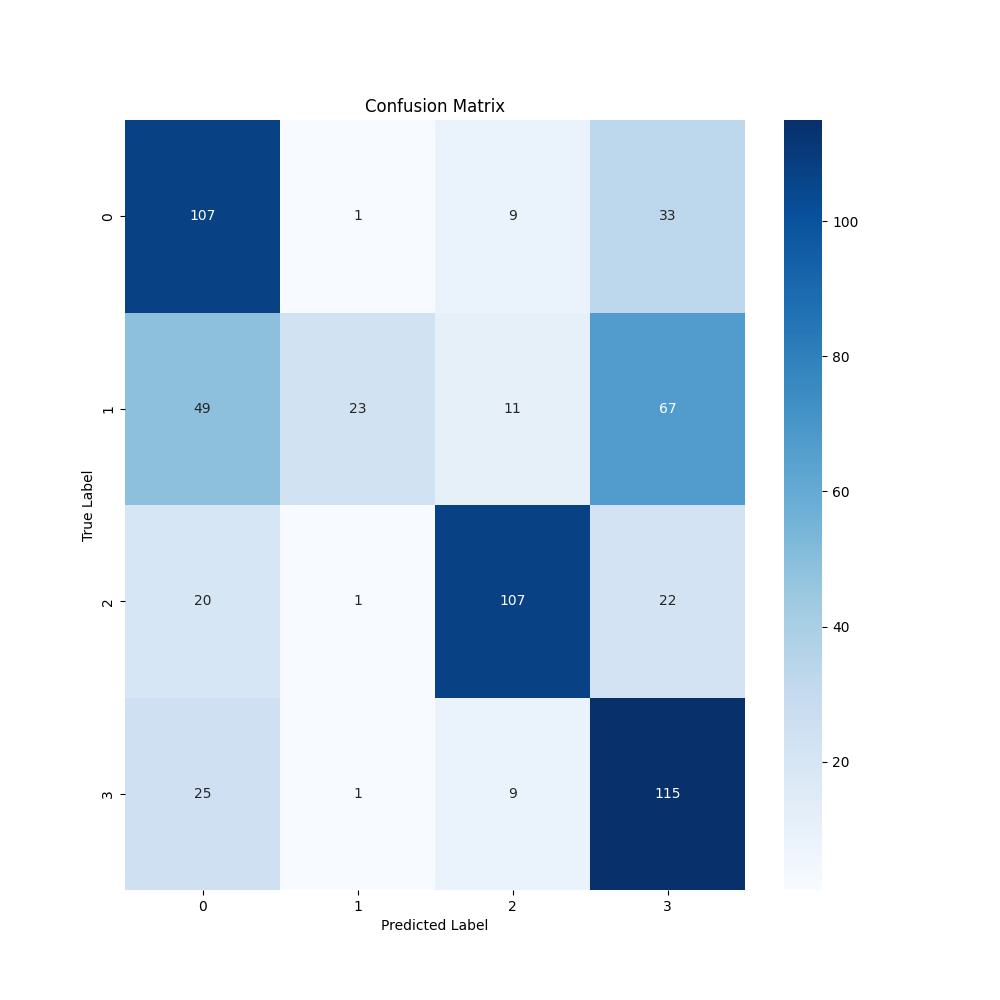 Confusion Matrix
0 107 1 9 33
1 49 23 11 67
2 20 1 107 22
3 25 1 9 115
0 1 2 3
Predicted Label
True Label
100
80
60
40
20